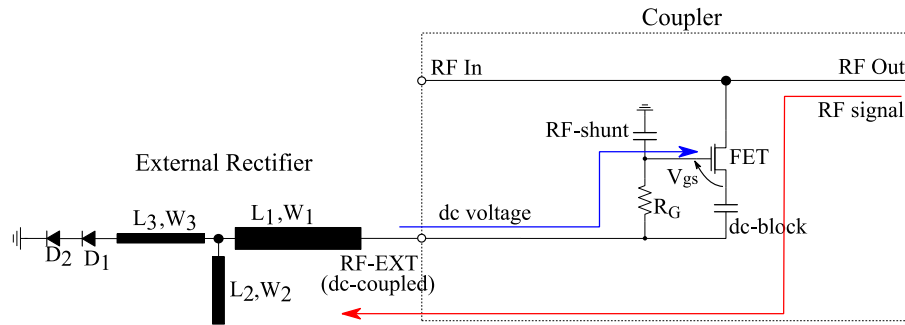 Coupler
RF In
RF Out
RF signal
RF-shunt
FET
Vgs
External Rectifier
RG
dc-block
dc voltage
L3,W3
L1,W1
D2
D1
L2,W2
RF-EXT
(dc-coupled)